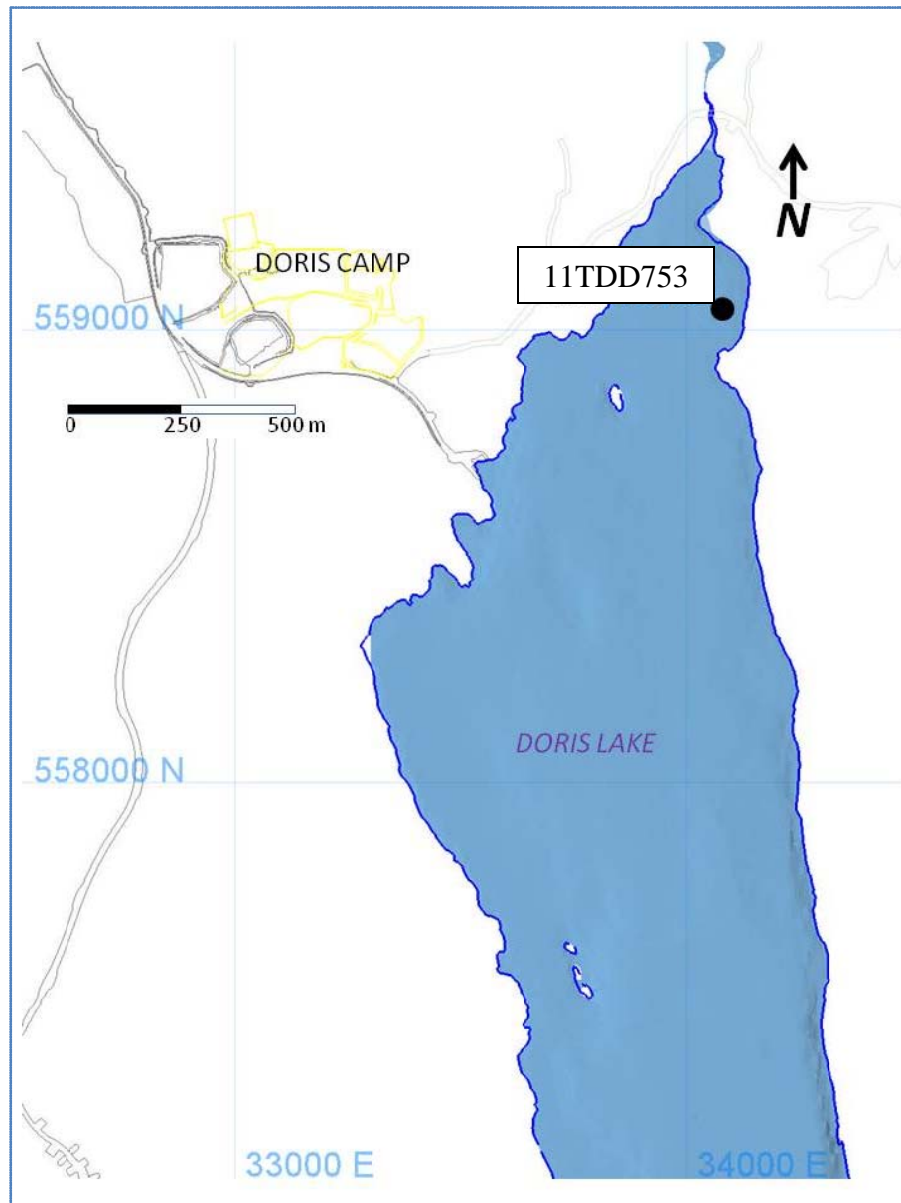 N
DORIS CAMP
11TDD753
559000 N
0 250 500 m
DORIS LAKE
558000 N
33000 E
34000 E